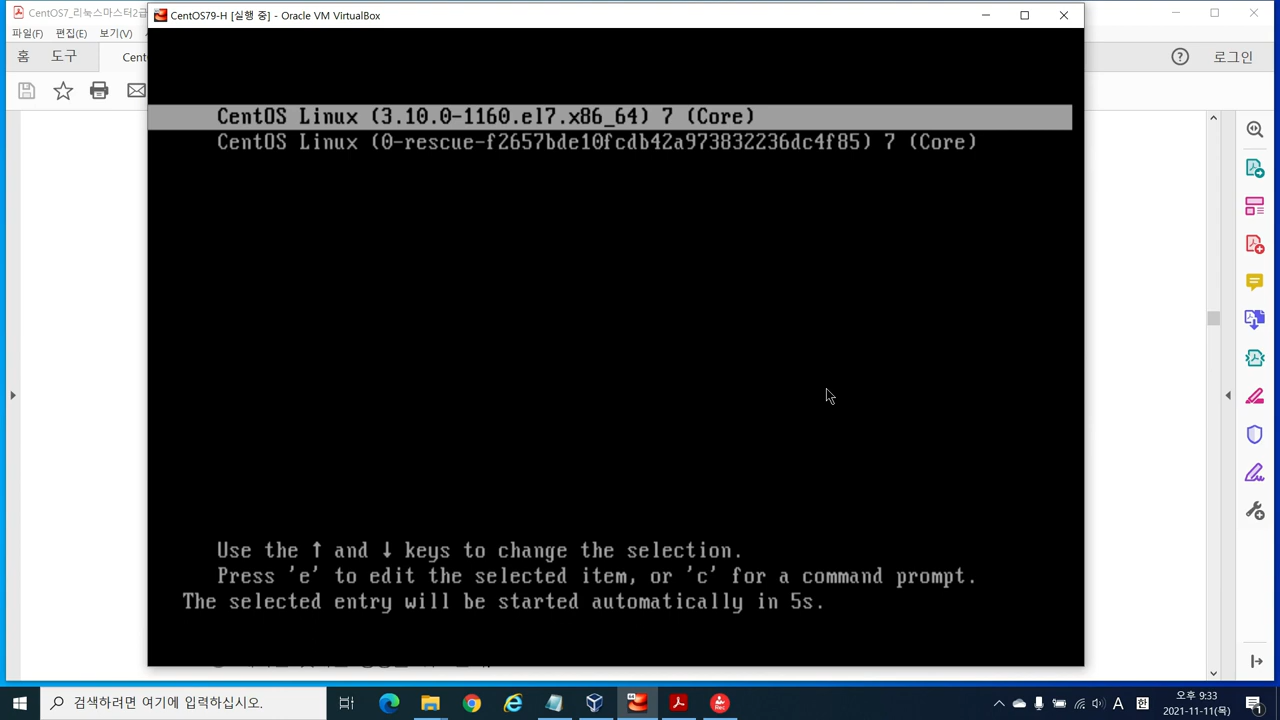 CentOS7_리눅스마스터2급
CentOS79-H [실행 중] - Oracle VM VirtualBox
파일(F) 편집(E) 보기(V)
홈 도구 Cent
로그인
CentOS Linux (3.10.0-1160.el7.x86_64) 7 (Core)
CentOS Linux (0-rescue-f2657bde10fcdb42a973832236dc4f85) 7 (Core)
Use the ↑ and ↓ keys to change the selection.
Press 'e' to edit the selected item, or 'c' for a command prompt.
The selected entry will be started automatically in 5s.
검색하려면 여기에 입력하십시오.
Rec
A 한
오후 9:33
2021-11-11(목)
1